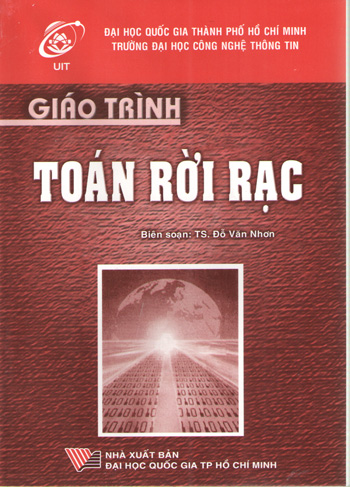 ĐẠI HỌC QUỐC GIA THÀNH PHỐ HỒ CHÍ MINH
TRƯỜNG ĐẠI HỌC CÔNG NGHỆ THÔNG TIN
UIT
GIÁO TRÌNH
TOÁN RỜI RẠC
Biên soạn: TS. Đỗ Văn Nhơn
NHÀ XUẤT BẢN
ĐẠI HỌC QUỐC GIA TP HỒ CHÍ MINH